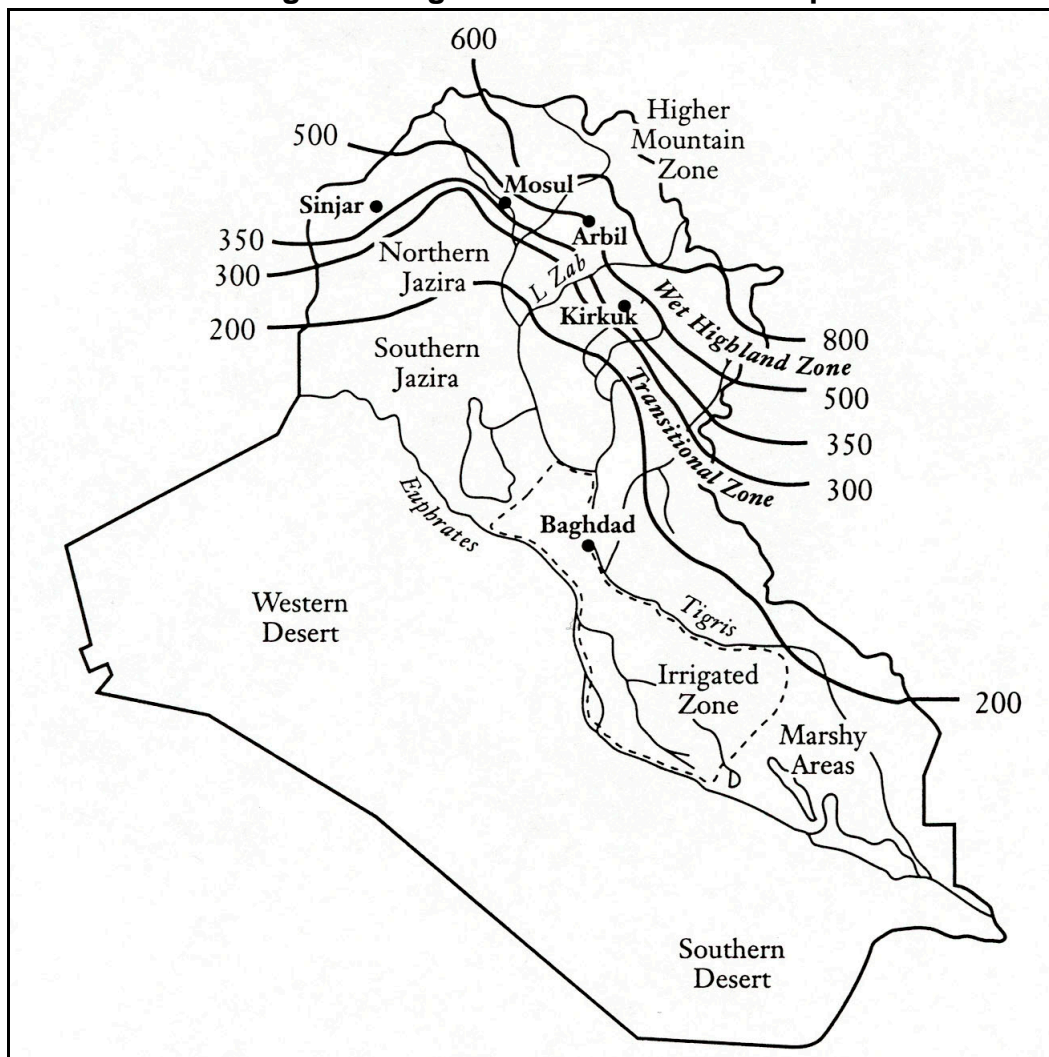 600
500
Higher
Mountain
Zone
Mosul
Sinjar
Arbil
350
Northern
Jazira
300
L Zab
Kirkuk
Wet Highland Zone
200
800
Southern
Jazira
Transitional Zone
500
350
300
Euphrates
Baghdad
Western
Desert
Tigris
Irrigated
Zone
200
Marshy
Areas
Southern
Desert